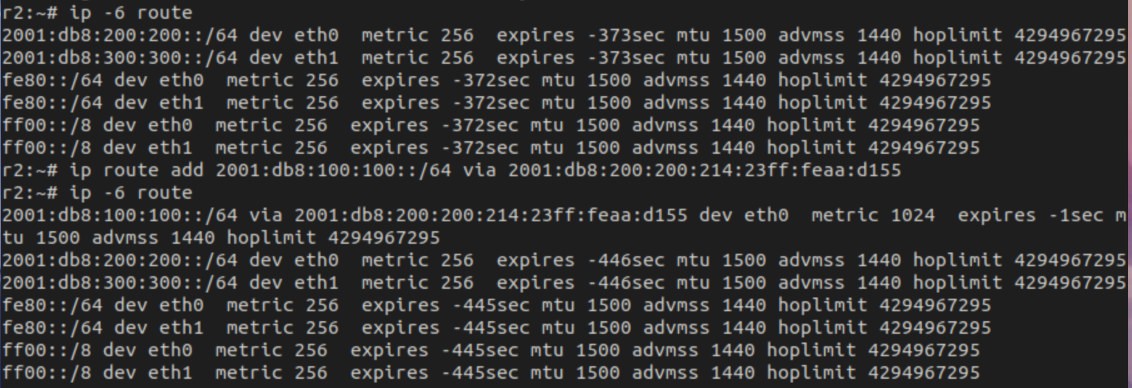 r2:~# ip -6 route
2001:db8:200:200::/64 dev eth0  metric 256  expires -373sec mtu 1500 advmss 1440 hoplimit 4294967295
2001:db8:300:300::/64 dev eth1  metric 256  expires -373sec mtu 1500 advmss 1440 hoplimit 4294967295
fe80::/64 dev eth0  metric 256  expires -372sec mtu 1500 advmss 1440 hoplimit 4294967295
fe80::/64 dev eth1  metric 256  expires -372sec mtu 1500 advmss 1440 hoplimit 4294967295
ff00::/8 dev eth0  metric 256  expires -372sec mtu 1500 advmss 1440 hoplimit 4294967295
ff00::/8 dev eth1  metric 256  expires -372sec mtu 1500 advmss 1440 hoplimit 4294967295
r2:~# ip route add 2001:db8:100:100::/64 via 2001:db8:200:200:214:23ff:feaa:d155
r2:~# ip -6 route
2001:db8:100:100::/64 via 2001:db8:200:200:214:23ff:feaa:d155 dev eth0  metric 1024  expires -1sec m
tu 1500 advmss 1440 hoplimit 4294967295
2001:db8:200:200::/64 dev eth0  metric 256  expires -446sec mtu 1500 advmss 1440 hoplimit 4294967295
2001:db8:300:300::/64 dev eth1  metric 256  expires -446sec mtu 1500 advmss 1440 hoplimit 4294967295
fe80::/64 dev eth0  metric 256  expires -445sec mtu 1500 advmss 1440 hoplimit 4294967295
fe80::/64 dev eth1  metric 256  expires -445sec mtu 1500 advmss 1440 hoplimit 4294967295
ff00::/8 dev eth0  metric 256  expires -445sec mtu 1500 advmss 1440 hoplimit 4294967295
ff00::/8 dev eth1  metric 256  expires -445sec mtu 1500 advmss 1440 hoplimit 4294967295